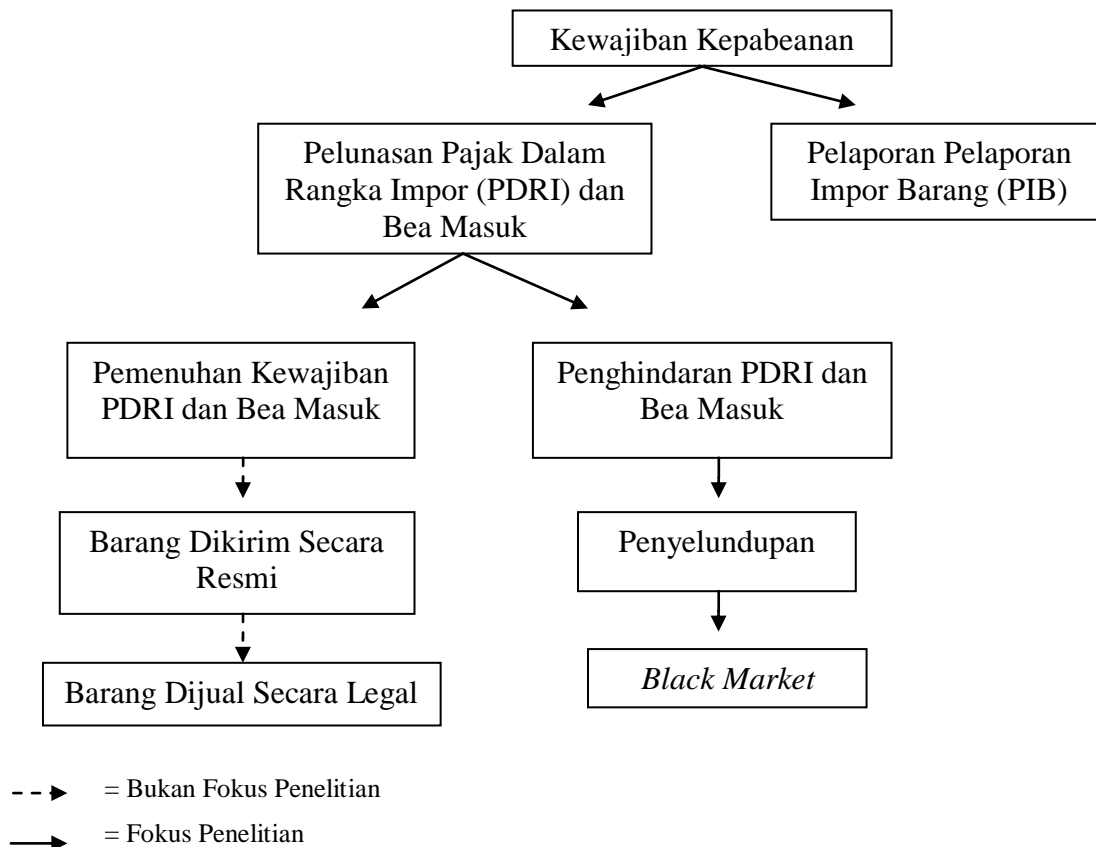 Kewajiban Kepabeanan
Pelunasan Pajak Dalam
Rangka Impor (PDRI) dan
Bea Masuk
Pelaporan Pelaporan
Impor Barang (PIB)
Pemenuhan Kewajiban
PDRI dan Bea Masuk
Penghindaran PDRI dan
Bea Masuk
Barang Dikirim Secara
Resmi
Penyelundupan
Barang Dijual Secara Legal
Black Market
= Bukan Fokus Penelitian
= Fokus Penelitian